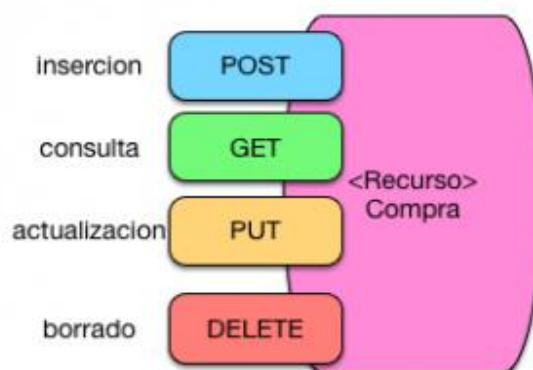 insercion POST
consulta GET
<Recurso>
Compra
actualizacion PUT
borrado DELETE